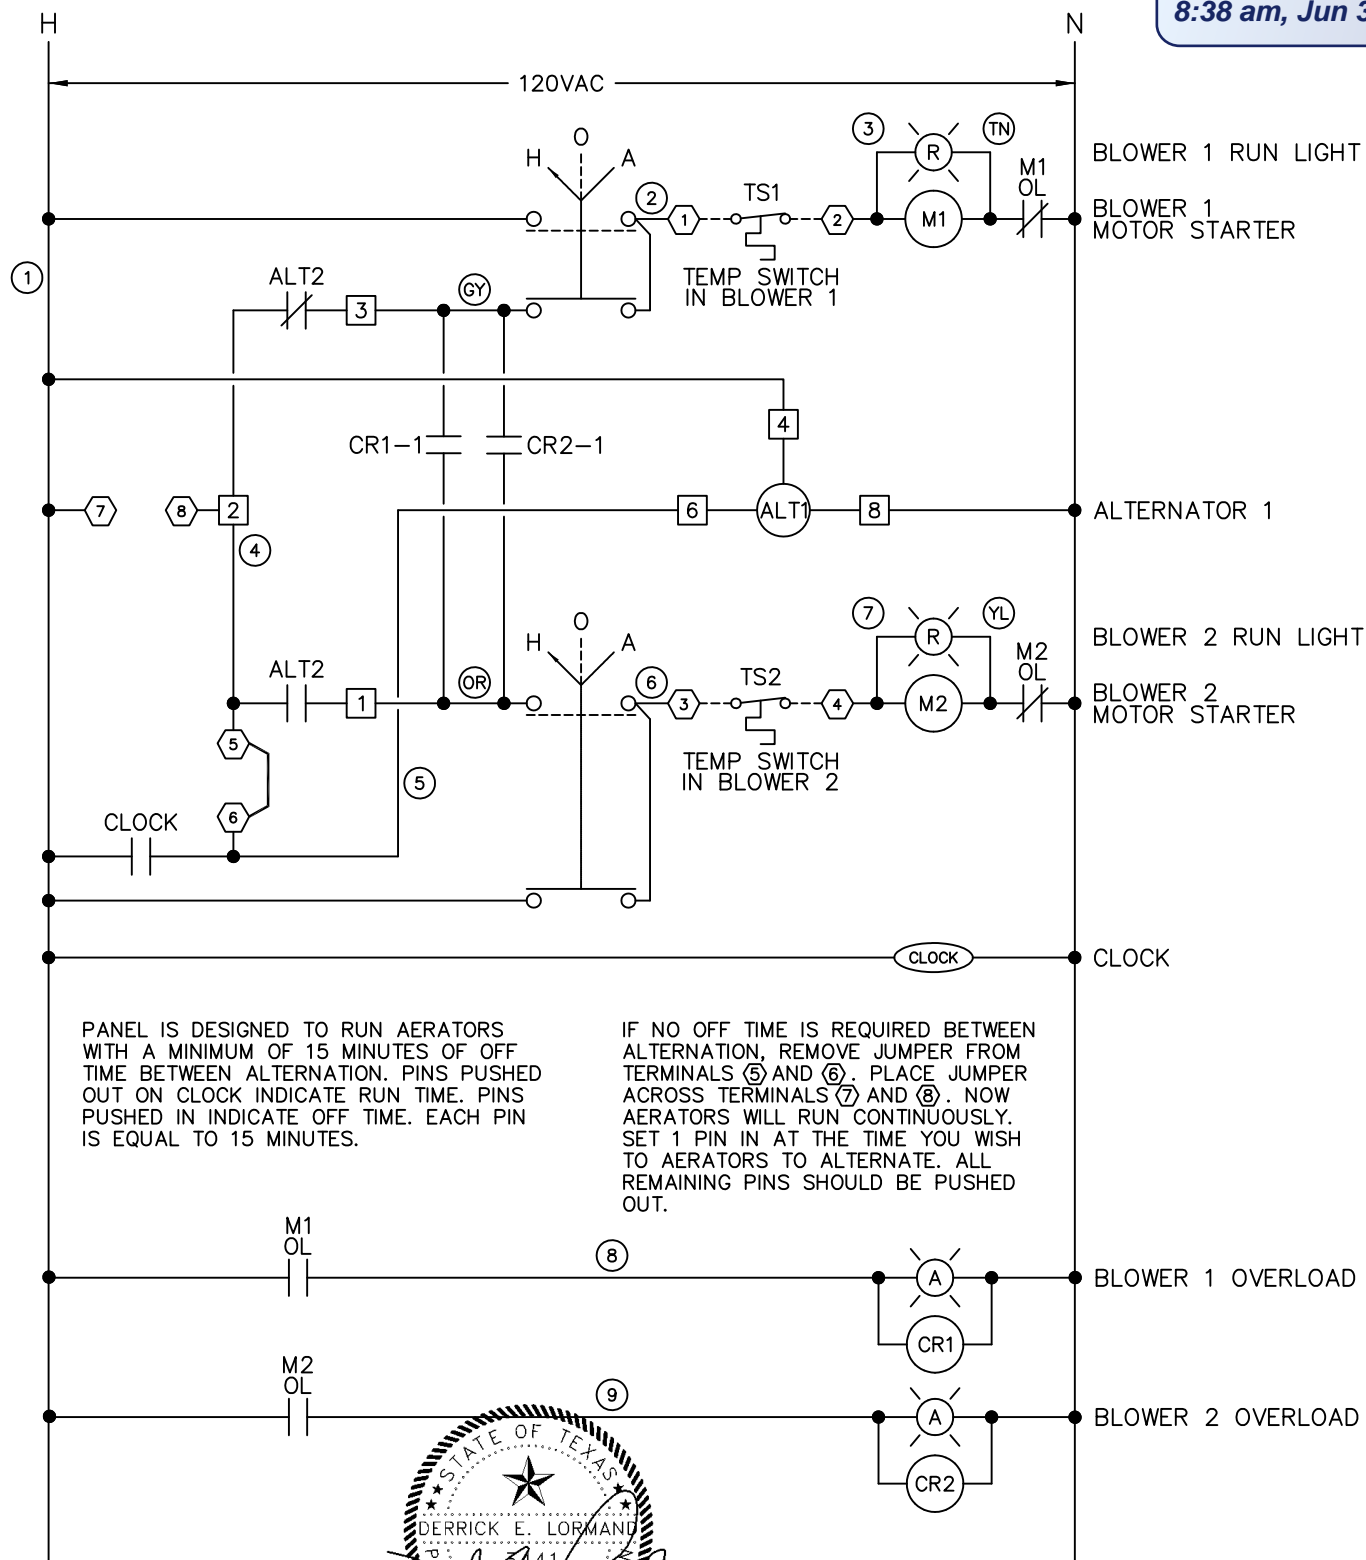 8:38 am, Jun 3
H
N
120VAC
O
H A
3
R
TN
BLOWER 1 RUN LIGHT
M1
OL
2
1
TS1
2
M1
BLOWER 1
MOTOR STARTER
TEMP SWITCH
IN BLOWER 1
1
ALT2
3
GY
4
CR1-1
CR2-1
7
8
2
6
ALT1
8
ALTERNATOR 1
4
O
H A
7
R
YL
BLOWER 2 RUN LIGHT
M2
OL
ALT2
1
OR
6
3
TS2
4
M2
BLOWER 2
MOTOR STARTER
TEMP SWITCH
IN BLOWER 2
5
5
6
CLOCK
CLOCK
CLOCK
PANEL IS DESIGNED TO RUN AERATORS
WITH A MINIMUM OF 15 MINUTES OF OFF
TIME BETWEEN ALTERNATION. PINS PUSHED
OUT ON CLOCK INDICATE RUN TIME. PINS
PUSHED IN INDICATE OFF TIME. EACH PIN
IS EQUAL TO 15 MINUTES.
IF NO OFF TIME IS REQUIRED BETWEEN
ALTERNATION, REMOVE JUMPER FROM
TERMINALS 5 AND 6. PLACE JUMPER
ACROSS TERMINALS 7 AND 8. NOW
AERATORS WILL RUN CONTINUOUSLY.
SET 1 PIN IN AT THE TIME YOU WISH
TO AERATORS TO ALTERNATE. ALL
REMAINING PINS SHOULD BE PUSHED
OUT.
M1
OL
8
A
BLOWER 1 OVERLOAD
CR1
M2
OL
9
A
BLOWER 2 OVERLOAD
CR2
STATE OF TEXAS
DERRICK E. LORMAND